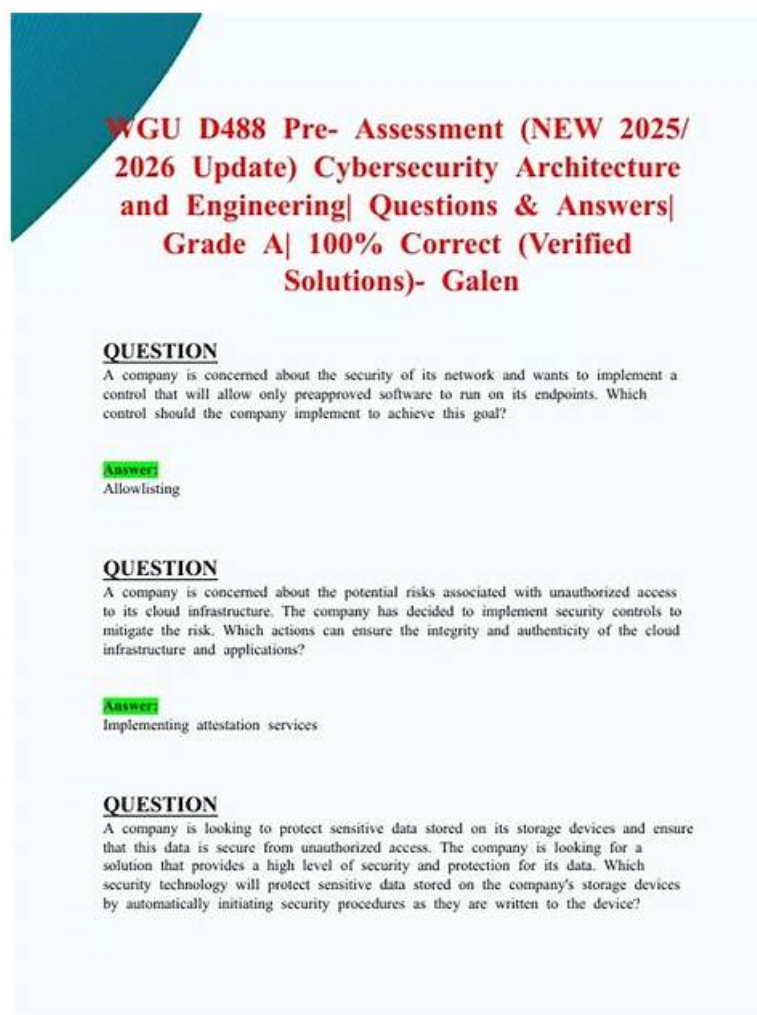 WGU D488 Pre- Assessment (NEW 2025/
2026 Update) Cybersecurity Architecture
and Engineering| Questions & Answers|
Grade A| 100% Correct (Verified
Solutions)- Galen
QUESTION
A company is concerned about the security of its network and wants to implement a
control that will allow only preapproved software to run on its endpoints. Which
control should the company implement to achieve this goal?
Answer:
Allowlisting
QUESTION
A company is concerned about the potential risks associated with unauthorized access
to its cloud infrastructure. The company has decided to implement security controls to
mitigate the risk. Which actions can ensure the integrity and authenticity of the cloud
infrastructure and applications?
Answer:
Implementing attestation services
QUESTION
A company is looking to protect sensitive data stored on its storage devices and ensure
that this data is secure from unauthorized access. The company is looking for a
solution that provides a high level of security and protection for its data. Which
security technology will protect sensitive data stored on the company's storage devices
by automatically initiating security procedures as they are written to the device?